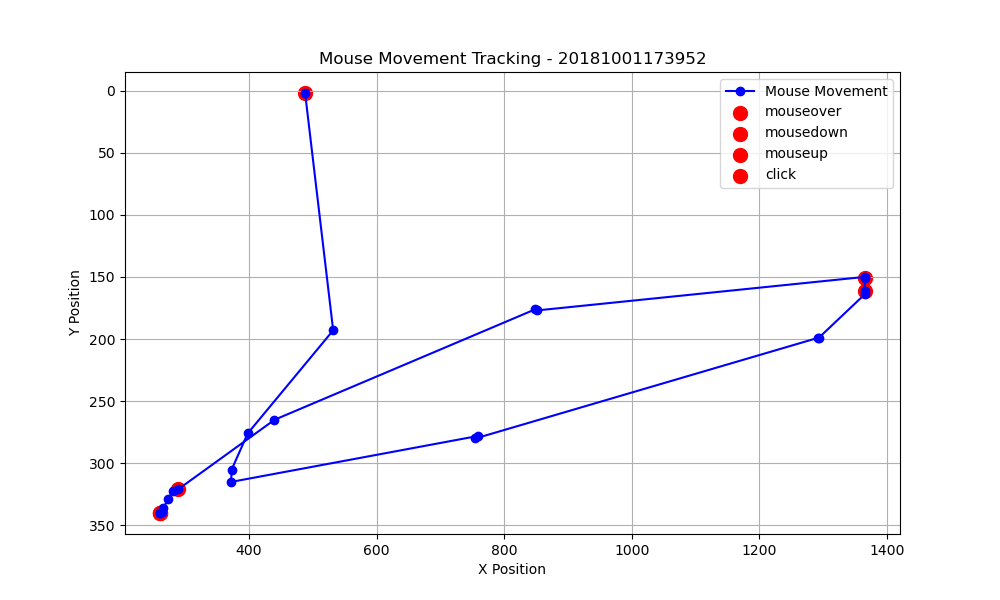 Mouse Movement Tracking - 20181001173952
Mouse Movement
mouseover
mousedown
mouseup
click
0
50
100
150
200
250
300
350
Y Position
400
600
800
1000
1200
1400
X Position